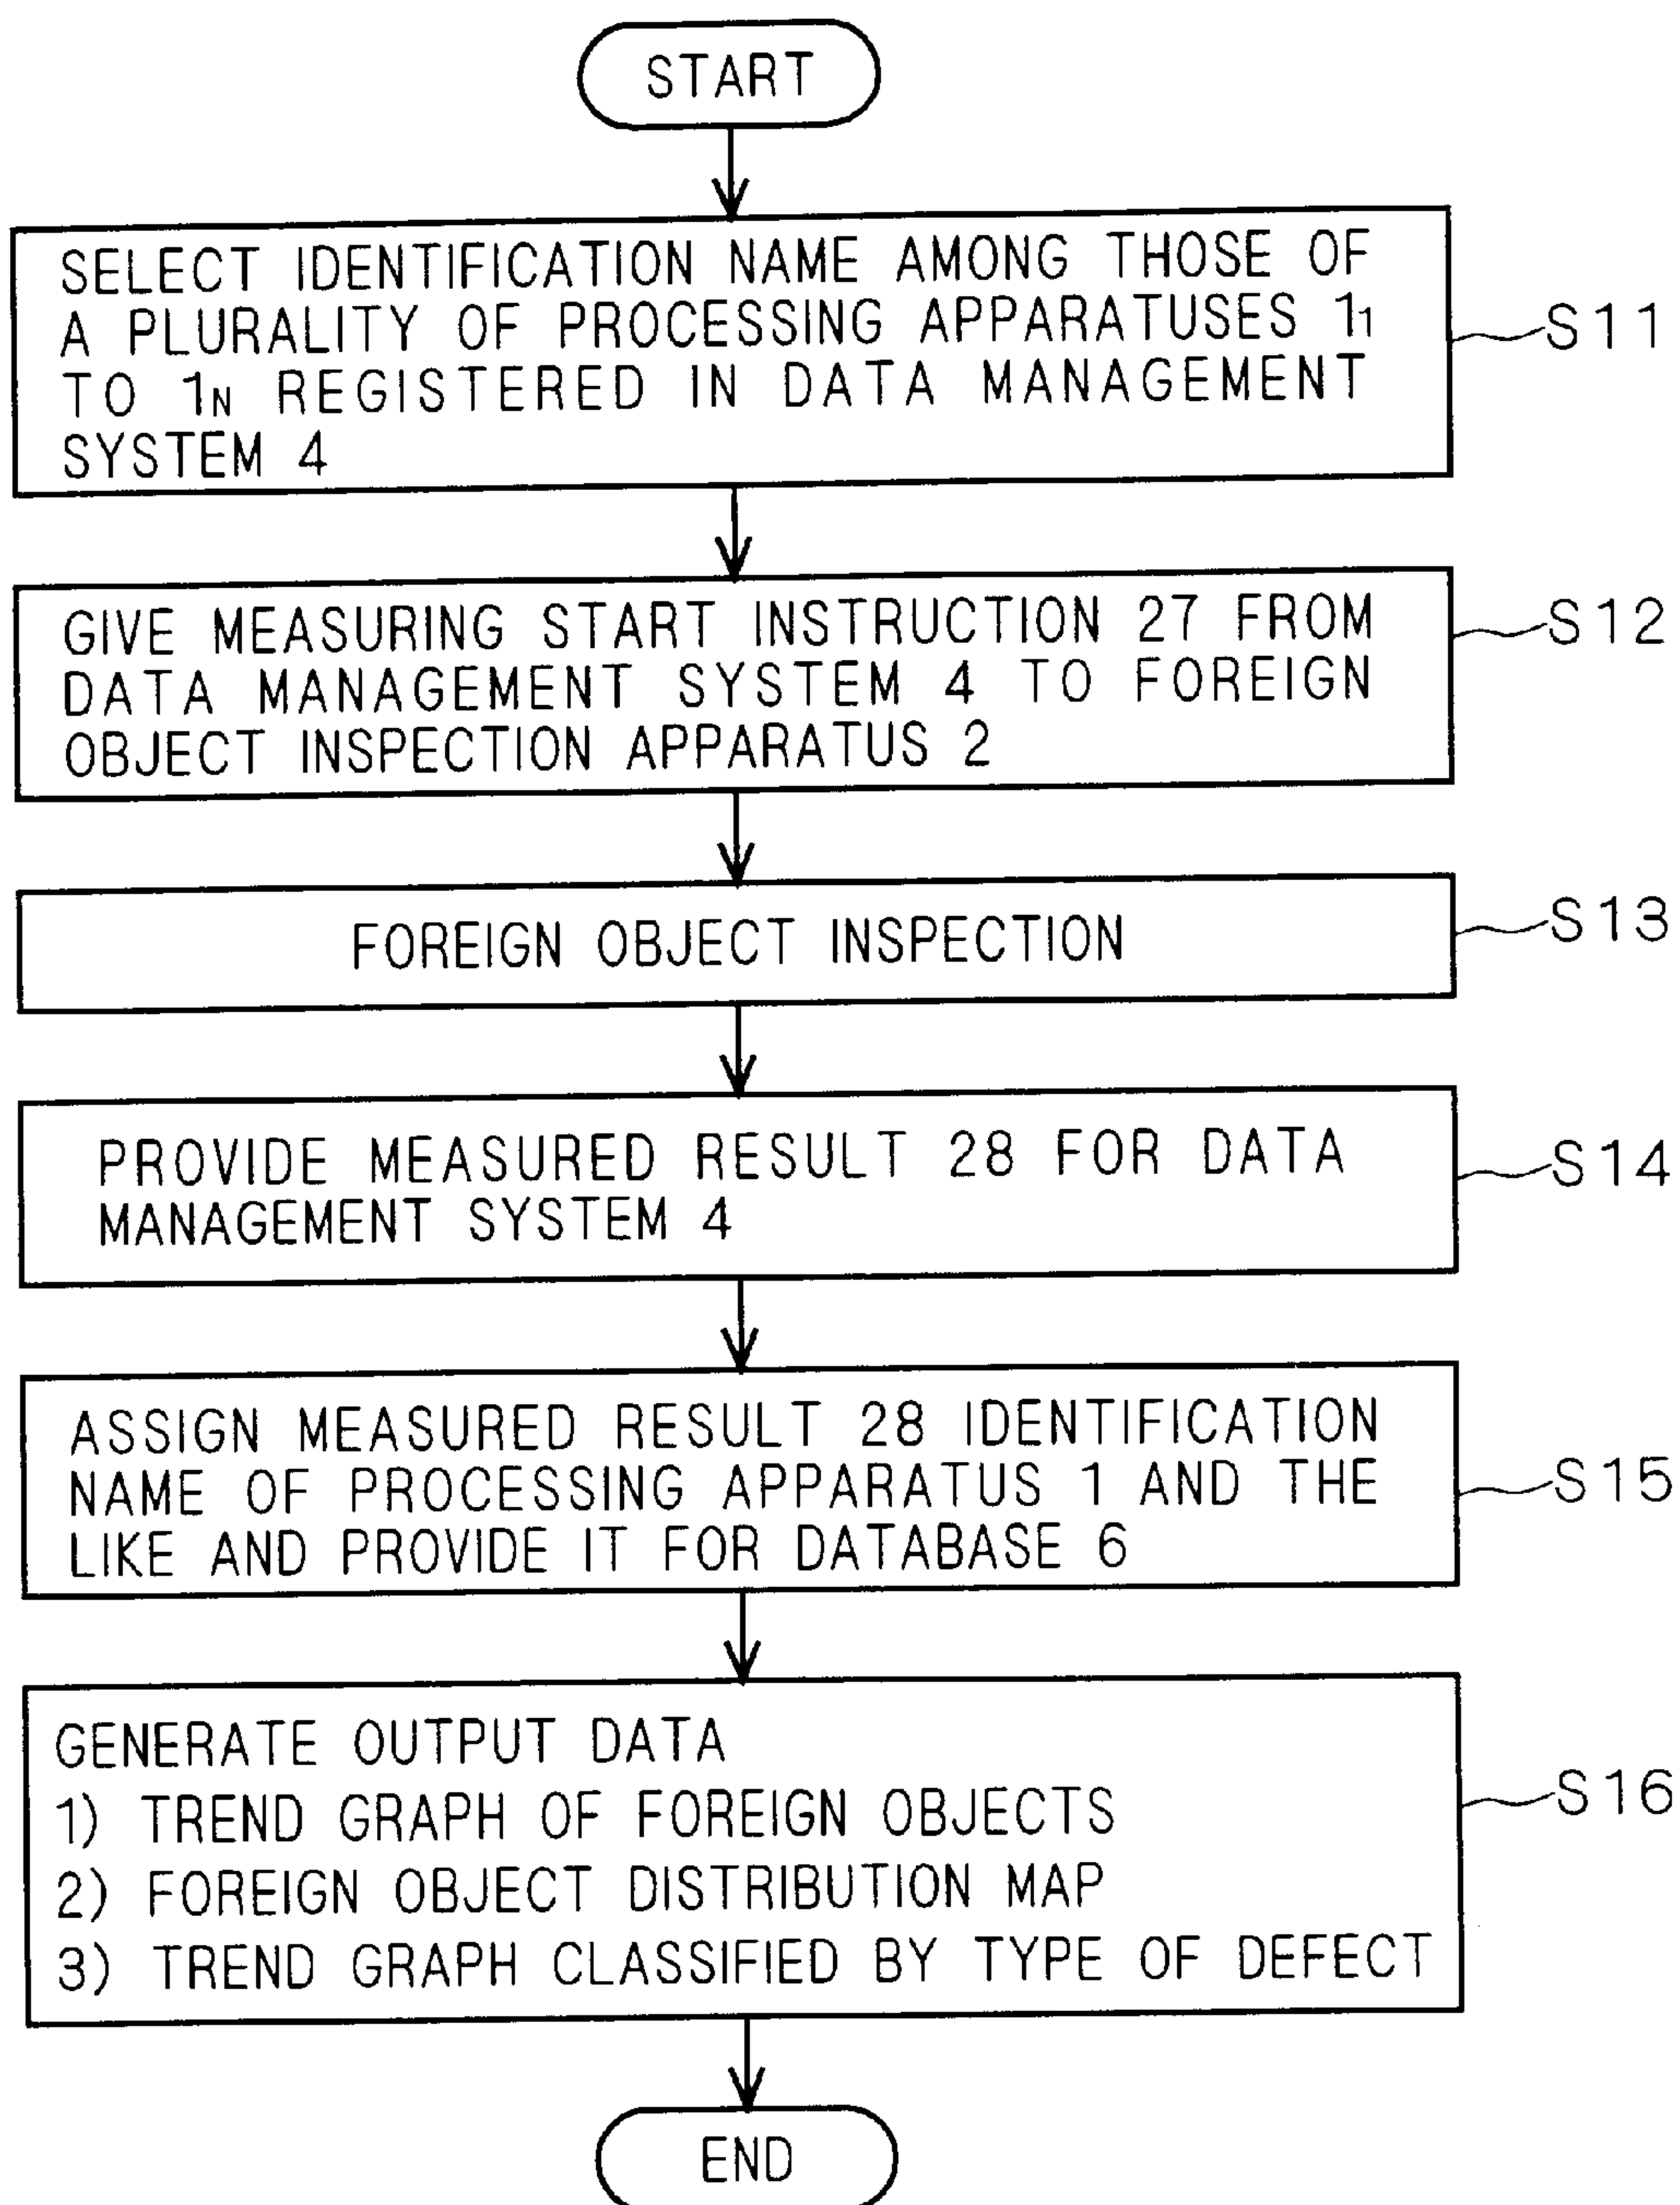 START
SELECT IDENTIFICATION NAME AMONG THOSE OF
A PLURALITY OF PROCESSING APPARATUSES 11
TO 1N REGISTERED IN DATA MANAGEMENT
SYSTEM 4
S11
GIVE MEASURING START INSTRUCTION 27 FROM
DATA MANAGEMENT SYSTEM 4 TO FOREIGN
OBJECT INSPECTION APPARATUS 2
S12
FOREIGN OBJECT INSPECTION
S13
PROVIDE MEASURED RESULT 28 FOR DATA
MANAGEMENT SYSTEM 4
S14
ASSIGN MEASURED RESULT 28 IDENTIFICATION
NAME OF PROCESSING APPARATUS 1 AND THE
LIKE AND PROVIDE IT FOR DATABASE 6
S15
GENERATE OUTPUT DATA
1) TREND GRAPH OF FOREIGN OBJECTS
2) FOREIGN OBJECT DISTRIBUTION MAP
3) TREND GRAPH CLASSIFIED BY TYPE OF DEFECT
S16
END